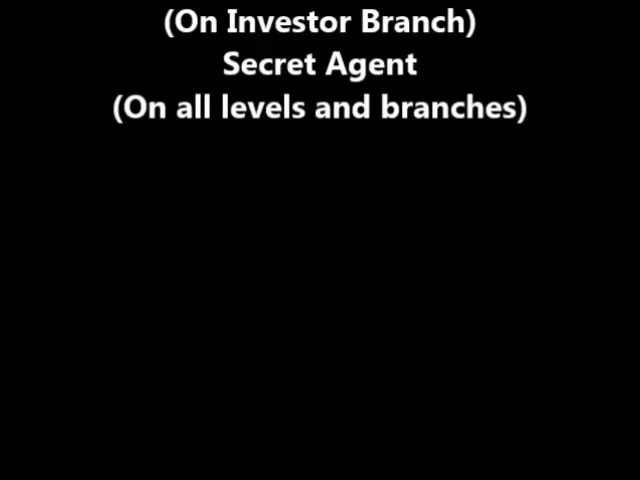 (On Investor Branch)
Secret Agent
(On all levels and branches)